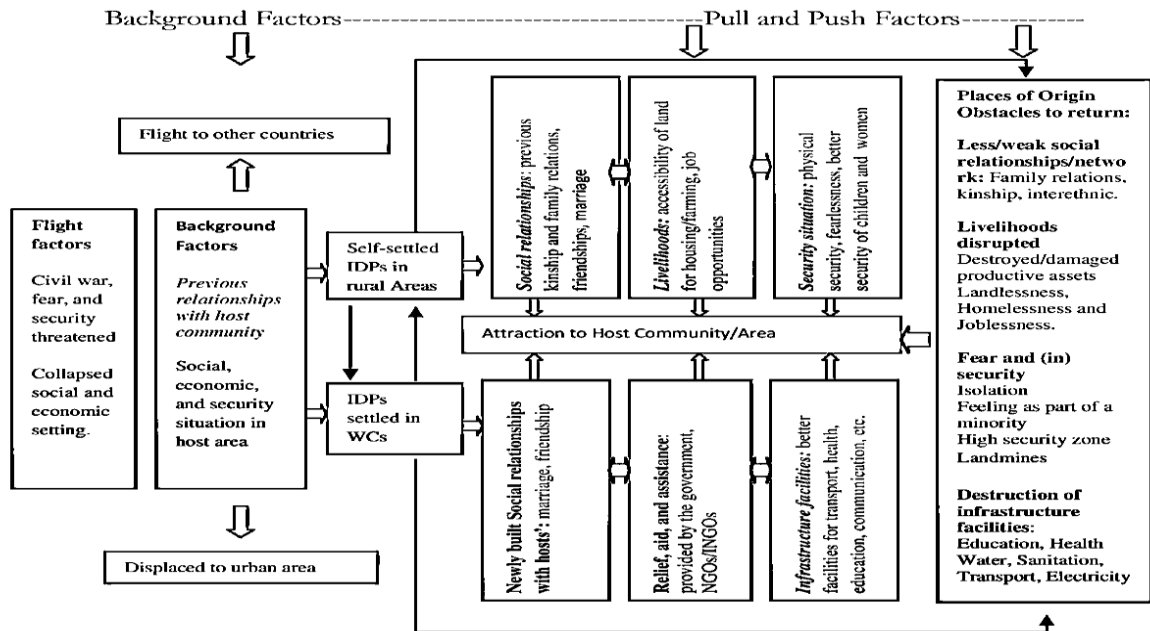 Background Factors
Pull and Push Factors
Flight to other countries
Flight
factors
Civil war,
fear, and
security
threatened
Collapsed
social and
economic
setting.
Background
Factors
Previous
relationships
with host
community
Social,
economic,
and security
situation in
host area
Displaced to urban area
Self-settled
IDPs in
rural Areas
IDPs
settled in
WCs
Social relationships: previous
kinship and family relations,
friendships, marriage
Livelihoods: accessibility of land
for housing/farming, job
opportunities
Security situation: physical
security, fearlessness, better
security of children and women
Attraction to Host Community/Area
Newly built Social relationships
with hosts': marriage, friendship
Relief, aid, and assistance:
provided by the government,
NGOs/INGOs
Infrastructure facilities: better
facilities for transport, health,
education, communication, etc.
Places of Origin
Obstacles to return:
Less/weak social
relationships/netwo
rk: Family relations,
kinship, interethnic.
Livelihoods
disrupted
Destroyed/damaged
productive assets
Landlessness,
Homelessness and
Joblessness.
Fear and (in)
security
Isolation
Feeling as part of a
minority
High security zone
Landmines
Destruction of
infrastructure
facilities:
Education, Health
Water, Sanitation,
Transport, Electricity